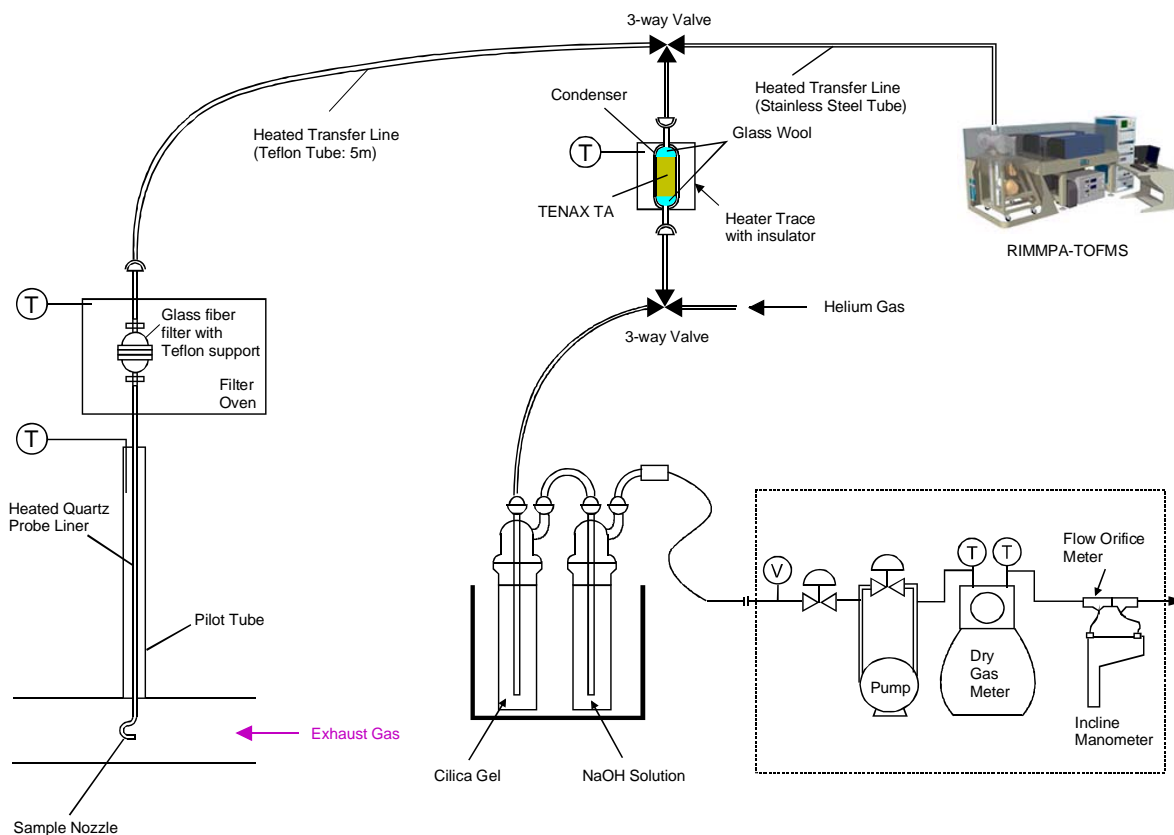 3-way Valve
Heated Transfer Line
(Teflon Tube: 5m)
Condenser
Heated Transfer Line
(Stainless Steel Tube)
Glass Wool
T
TENAX TA
Heater Trace
with insulator
RIMMPA-TOFMS
T
Glass fiber
filter with
Teflon support
Filter
Oven
Helium Gas
3-way Valve
T
Heated Quartz
Probe Liner
Pilot Tube
Exhaust Gas
Sample Nozzle
Cilica Gel
NaOH Solution
V
T
T
Flow Orifice
Meter
Pump
Dry
Gas
Meter
Incline
Manometer